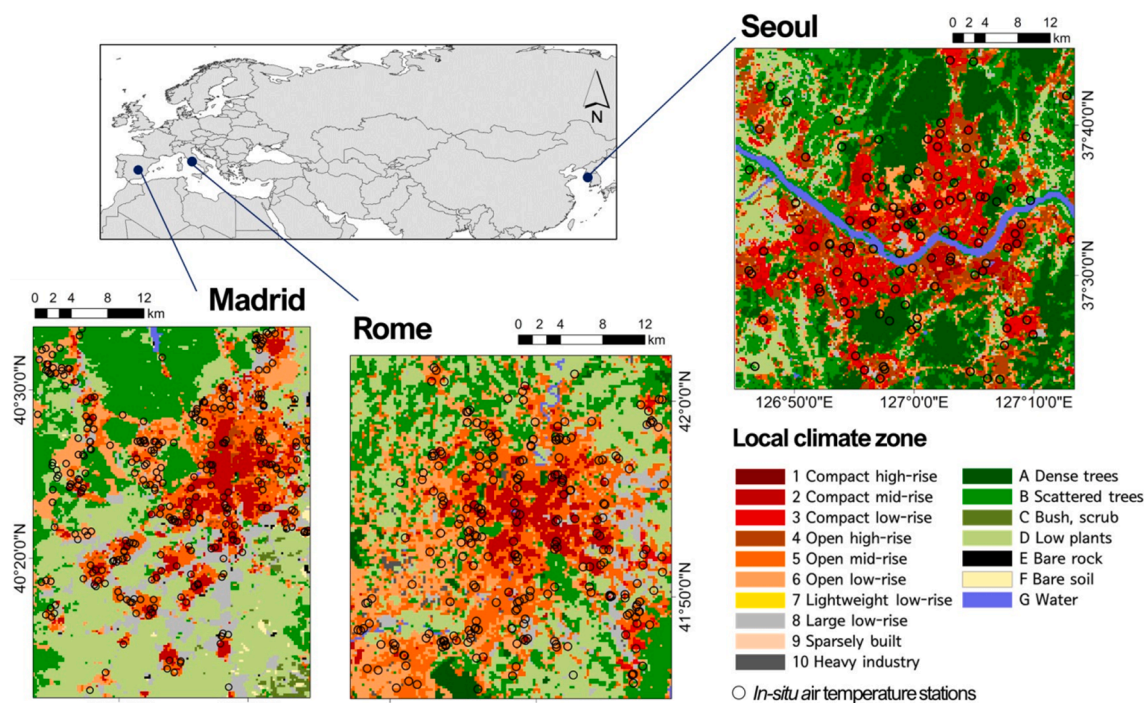 Seoul
0 2 4 8 12
km
N
37°40'0"N
37°30'0"N
126°50'0"E 127°0'0"E 127°10'0"E
Madrid
0 2 4 8 12
km
40°30'0"N
40°20'0"N
Rome
0 2 4 8 12
km
42°0'0"N
41°50'0"N
Local climate zone
1 Compact high-rise
2 Compact mid-rise
3 Compact low-rise
4 Open high-rise
5 Open mid-rise
6 Open low-rise
7 Lightweight low-rise
8 Large low-rise
9 Sparsely built
10 Heavy industry
A Dense trees
B Scattered trees
C Bush, scrub
D Low plants
E Bare rock
F Bare soil
G Water
In-situ air temperature stations